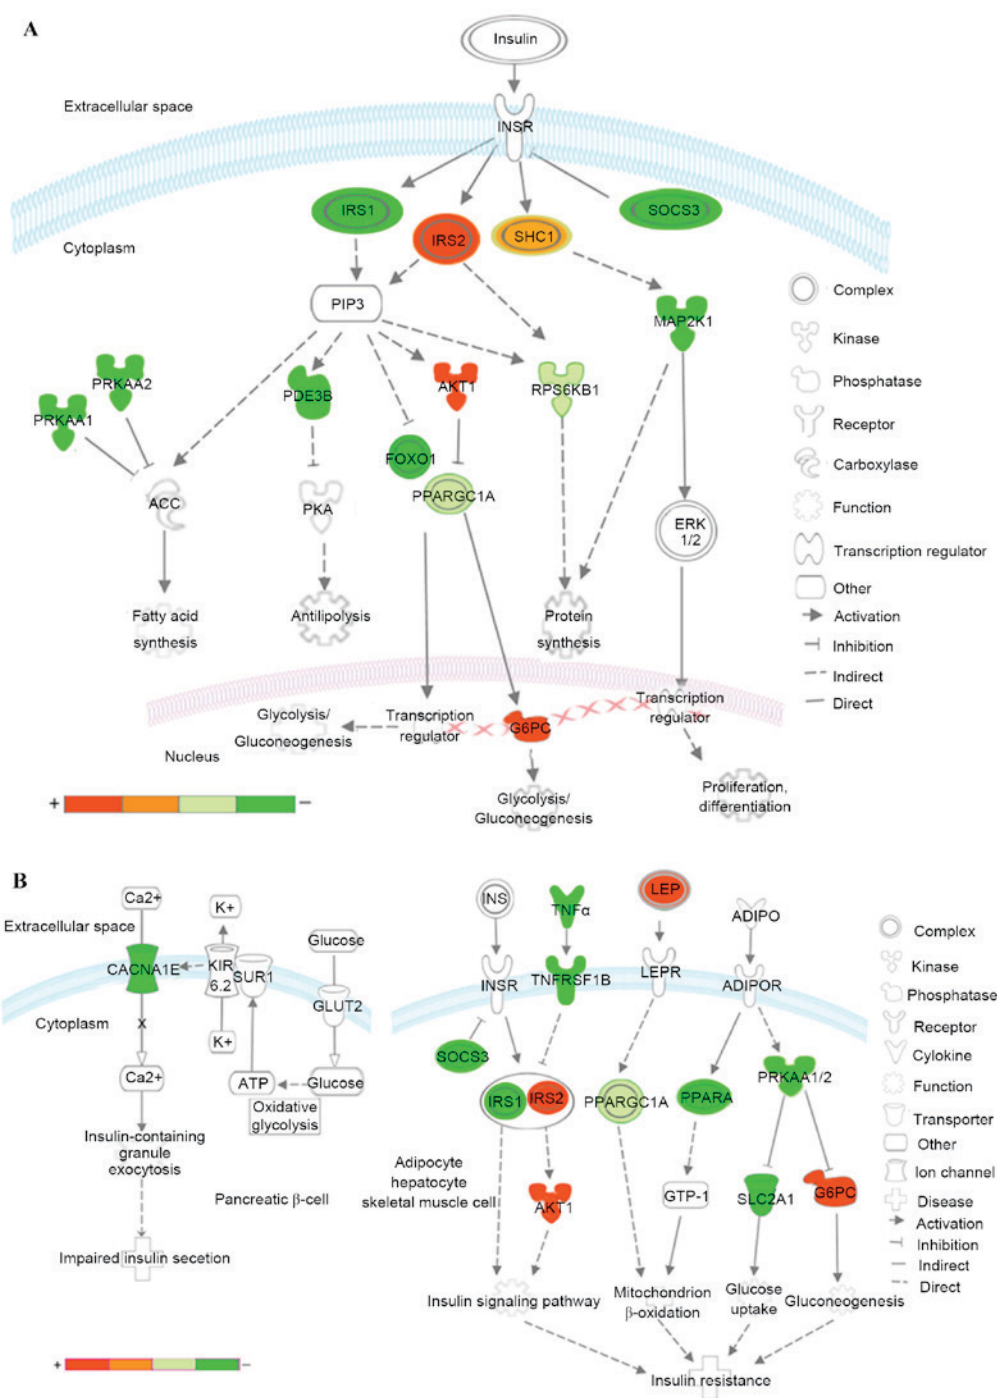 A
Insulin
Extracellular space
INSR
IRS1
SOCS3
IRS2
SHC1
Cytoplasm
Complex
PIP3
MAP2K1
Kinase
PRKAA2
AKT1
PDE3B
RPS6KB1
Phosphatase
PRKAA1
Receptor
FOXO1
Carboxylase
PPARGC1A
ACC
PKA
Function
ERK
1/2
Transcription regulator
Other
Fatty acid
synthesis
Antilipolysis
Protein
synthesis
Activation
Inhibition
Indirect
Direct
Transcription
regulator
Glycolysis/
Gluconeogenesis
Transcription
regulator
G6PC
Nucleus
Proliferation,
differentiation
Glycolysis/
Gluconeogenesis
+
−
B
Ca2+
K+
Extracellular space
Glucose
CACNA1E
KIR
6.2
SUR1
GLUT2
Cytoplasm
X
K+
Ca2+
ATP
Glucose
Oxidative
glycolysis
Insulin-containing
granule
exocytosis
Pancreatic β-cell
Impaired insulin secetion
+
−
INS
TNFα
LEP
ADIPO
INSR
TNFRSF1B
LEPR
ADIPOR
SOCS3
IRS1
IRS2
PPARGC1A
PPARA
PRKAA1/2
Adipocyte
hepatocyte
skeletal muscle cell
AKT1
GTP-1
SLC2A1
G6PC
Insulin signaling pathway
Mitochondrion
β-oxidation
Glucose
uptake
Gluconeogenesis
Insulin resistance
Complex
Kinase
Phosphatase
Receptor
Cylokine
Function
Transporter
Other
Ion channel
Disease
Activation
Inhibition
Indirect
Direct